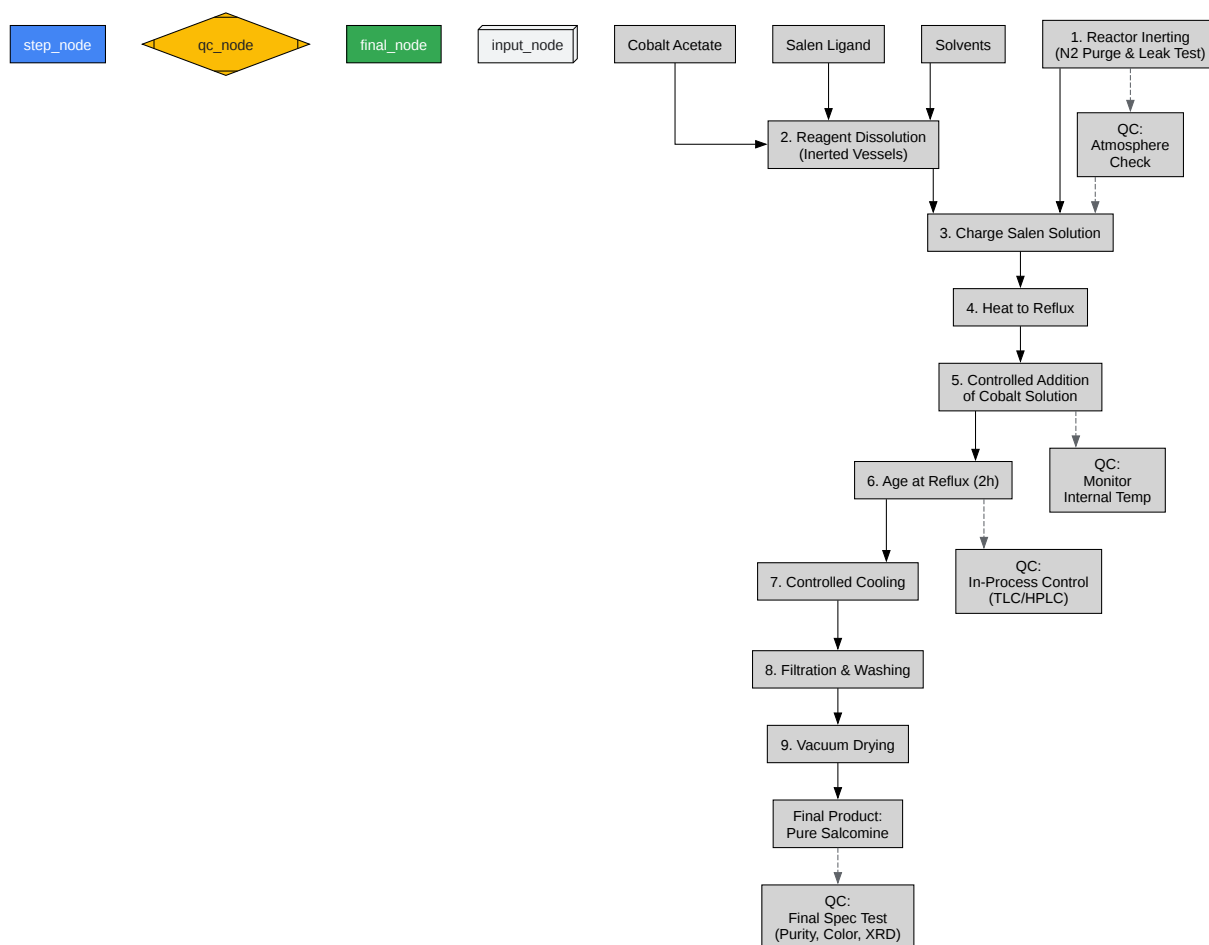 step_node
qc_node
final_node
input_node
Cobalt Acetate
Salen Ligand
Solvents
1. Reactor Inerting
(N2 Purge & Leak Test)
2. Reagent Dissolution
(Inerted Vessels)
QC:
Atmosphere
Check
3. Charge Salen Solution
4. Heat to Reflux
5. Controlled Addition
of Cobalt Solution
6. Age at Reflux (2h)
QC:
Monitor
Internal Temp
7. Controlled Cooling
QC:
In-Process Control
(TLC/HPLC)
8. Filtration & Washing
9. Vacuum Drying
Final Product:
Pure Salcomine
QC:
Final Spec Test
(Purity, Color, XRD)